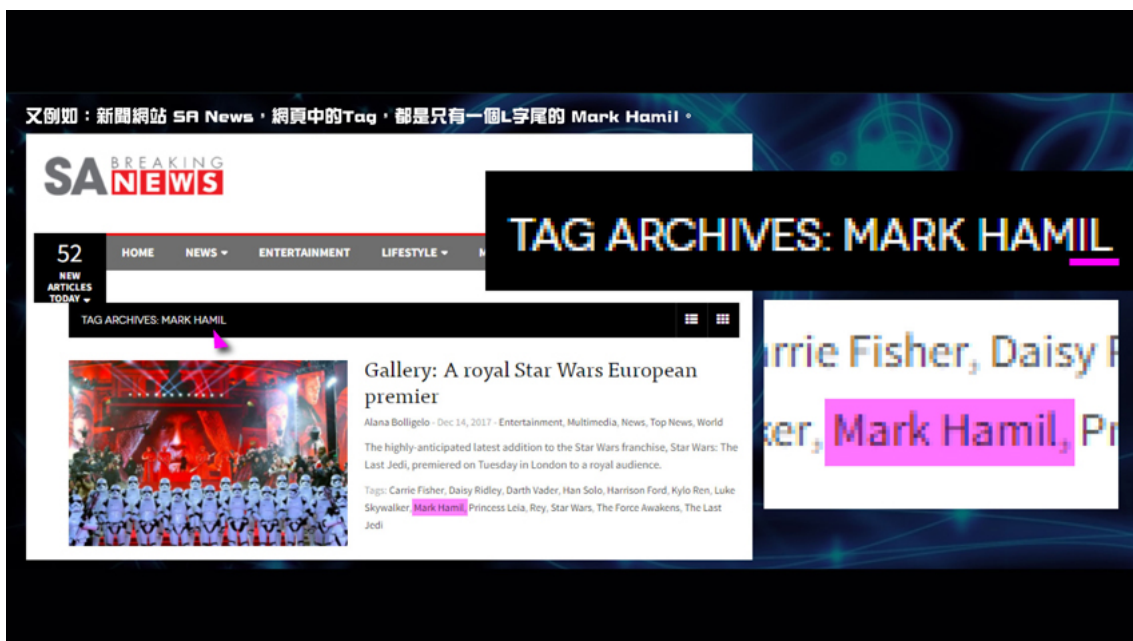 又例如：新聞網站 SA News，網頁中的Tag，都是只有一個L字尾的 Mark Hamil。
SA BREAKING NEWS
52
NEW
ARTICLES
TODAY
HOME NEWS ENTERTAINMENT LIFESTYLE M
TAG ARCHIVES: MARK HAMIL
TAG ARCHIVES: MARK HAMIL
Gallery: A royal Star Wars European
premier
Alana Bolligelo - Dec 14, 2017 - Entertainment, Multimedia, News, Top News, World
The highly-anticipated latest addition to the Star Wars franchise, Star Wars: The
Last Jedi, premiered on Tuesday in London to a royal audience.
Tags: Carrie Fisher, Daisy Ridley, Darth Vader, Han Solo, Harrison Ford, Kylo Ren, Luke
Skywalker, Mark Hamil, Princess Leia, Rey, Star Wars, The Force Awakens, The Last
Jedi
rrie Fisher, Daisy
ker, Mark Hamil, Pr